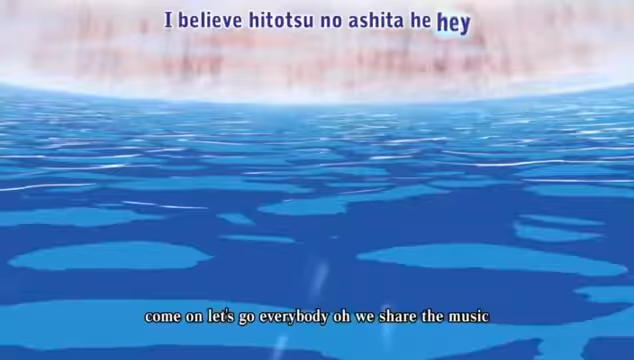 I believe hitotsu no ashita he hey
come on let's go everybody oh we share the music